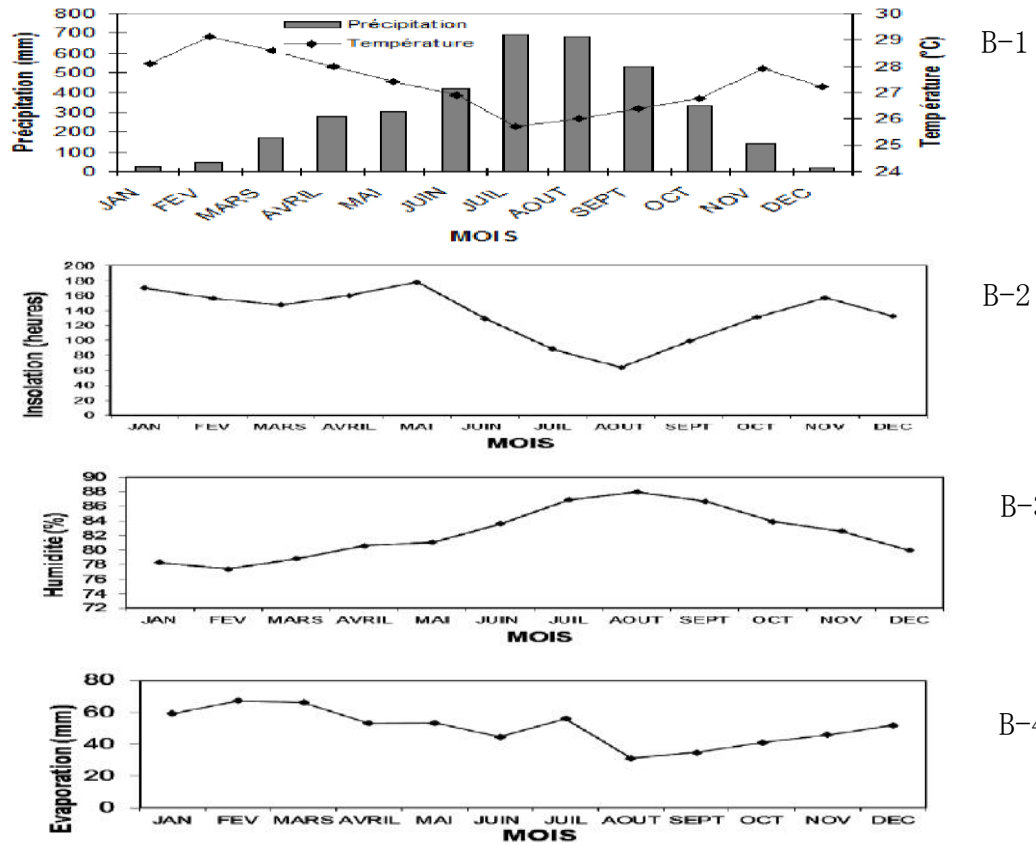 Précipitation
Température
Précipitation (mm)
800
700
600
500
400
300
200
100
0
30
29
28
27
26
25
24
Température (°C)
B-1
JAN FEV MARS AVRIL MAI JUIN JUIL AOUT SEPT OCT NOV DEC
MOIS
Insolation (heures)
200
180
160
140
120
100
80
60
40
20
0
B-2
JAN FEV MARS AVRIL MAI JUIN JUIL AOUT SEPT OCT NOV DEC
MOIS
Humidité (%)
90
88
86
84
82
80
78
76
74
72
B-3
JAN FEV MARS AVRIL MAI JUIN JUIL AOUT SEPT OCT NOV DEC
MOIS
Evaporation (mm)
80
60
40
20
0
B-4
JAN FEV MARS AVRIL MAI JUIN JUIL AOUT SEPT OCT NOV DEC
MOIS